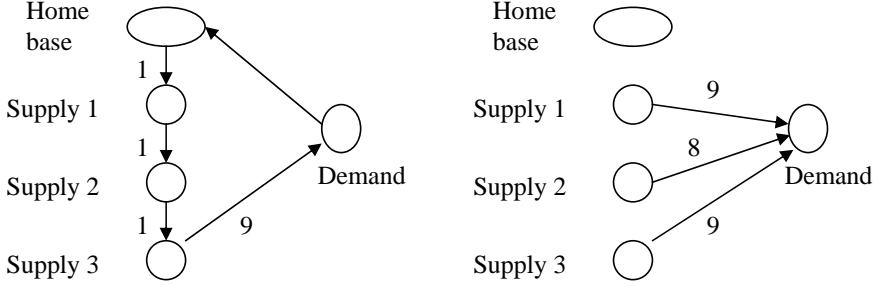 Home
base
1
Supply 1
1
Supply 2
1
Supply 3
9
Demand
Home
base
Supply 1
9
Supply 2
8
Supply 3
9
Demand